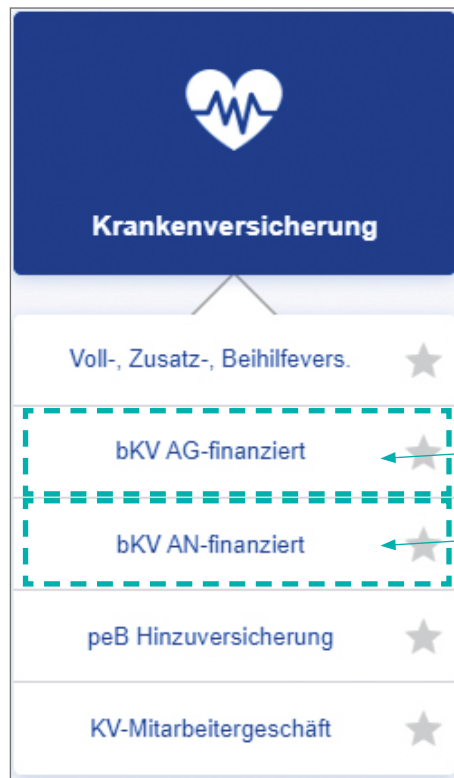 Krankenversicherung
Voll-, Zusatz-, Beihilfevers.
bKV AG-finanziert
bKV AN-finanziert
peB Hinzuversicherung
KV-Mitarbeitergeschäft